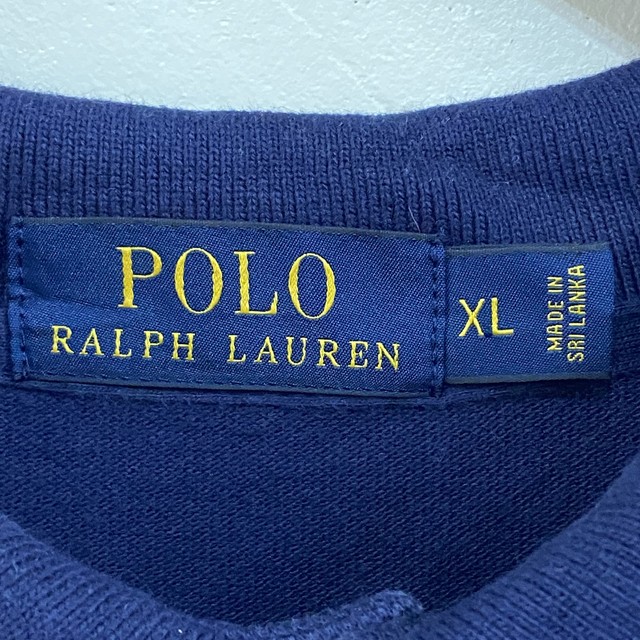 POLO
RALPH LAUREN
XL
MADE IN
SRI LANKA